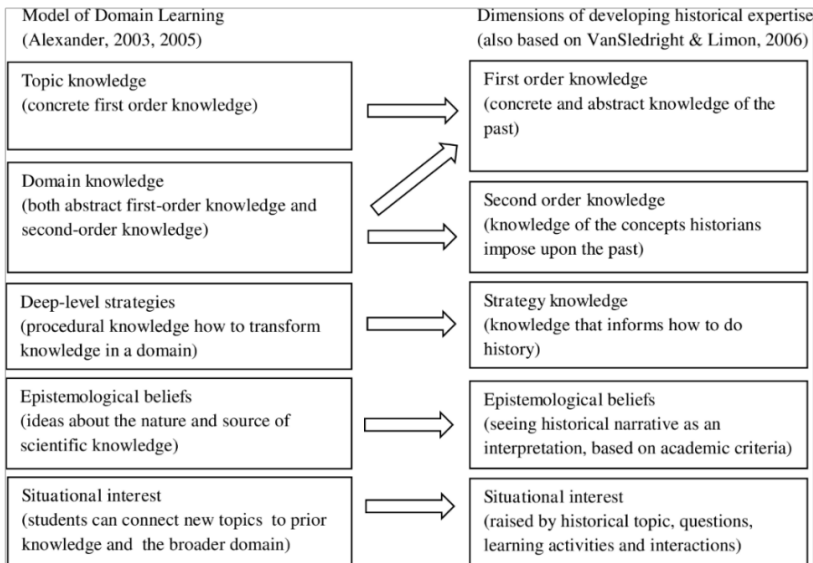 Model of Domain Learning
(Alexander, 2003, 2005)
Topic knowledge
(concrete first order knowledge)
Domain knowledge
(both abstract first-order knowledge and
second-order knowledge)
Deep-level strategies
(procedural knowledge how to transform
knowledge in a domain)
Epistemological beliefs
(ideas about the nature and source of
scientific knowledge)
Situational interest
(students can connect new topics to prior
knowledge and the broader domain)
Dimensions of developing historical expertise
(also based on VanSledright & Limon, 2006)
First order knowledge
(concrete and abstract knowledge of the
past)
Second order knowledge
(knowledge of the concepts historians
impose upon the past)
Strategy knowledge
(knowledge that informs how to do
history)
Epistemological beliefs
(seeing historical narrative as an
interpretation, based on academic criteria)
Situational interest
(raised by historical topic, questions,
learning activities and interactions)